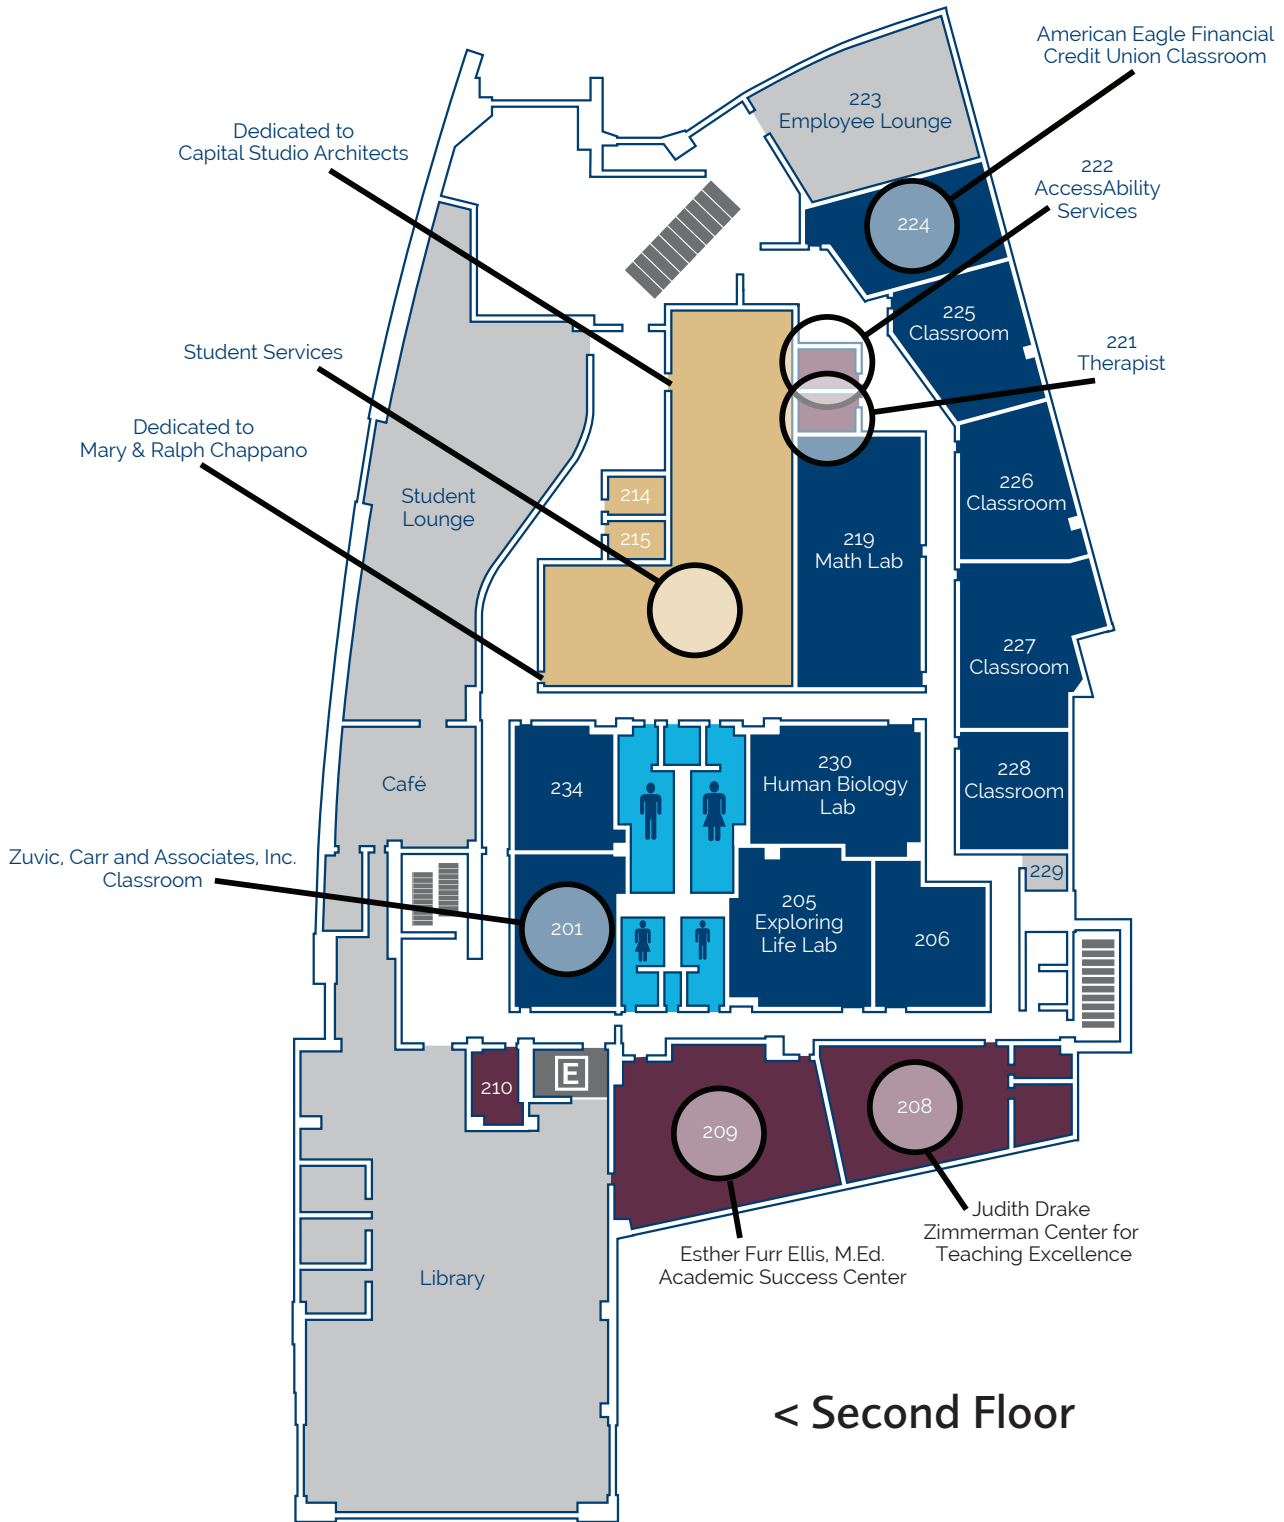 American Eagle Financial
Credit Union Classroom
223
Employee Lounge
Dedicated to
Capital Studio Architects
222
AccessAbility
Services
224
225
Classroom
221
Therapist
Student Services
Dedicated to
Mary & Ralph Chappano
Student
Lounge
214
215
219
Math Lab
226
Classroom
227
Classroom
228
Classroom
Café
234
230
Human Biology
Lab
Zuvic, Carr and Associates, Inc.
Classroom
201
205
Exploring
Life Lab
206
229
210
E
209
208
Judith Drake
Zimmerman Center for
Teaching Excellence
Esther Furr Ellis, M.Ed.
Academic Success Center
Library
< Second Floor